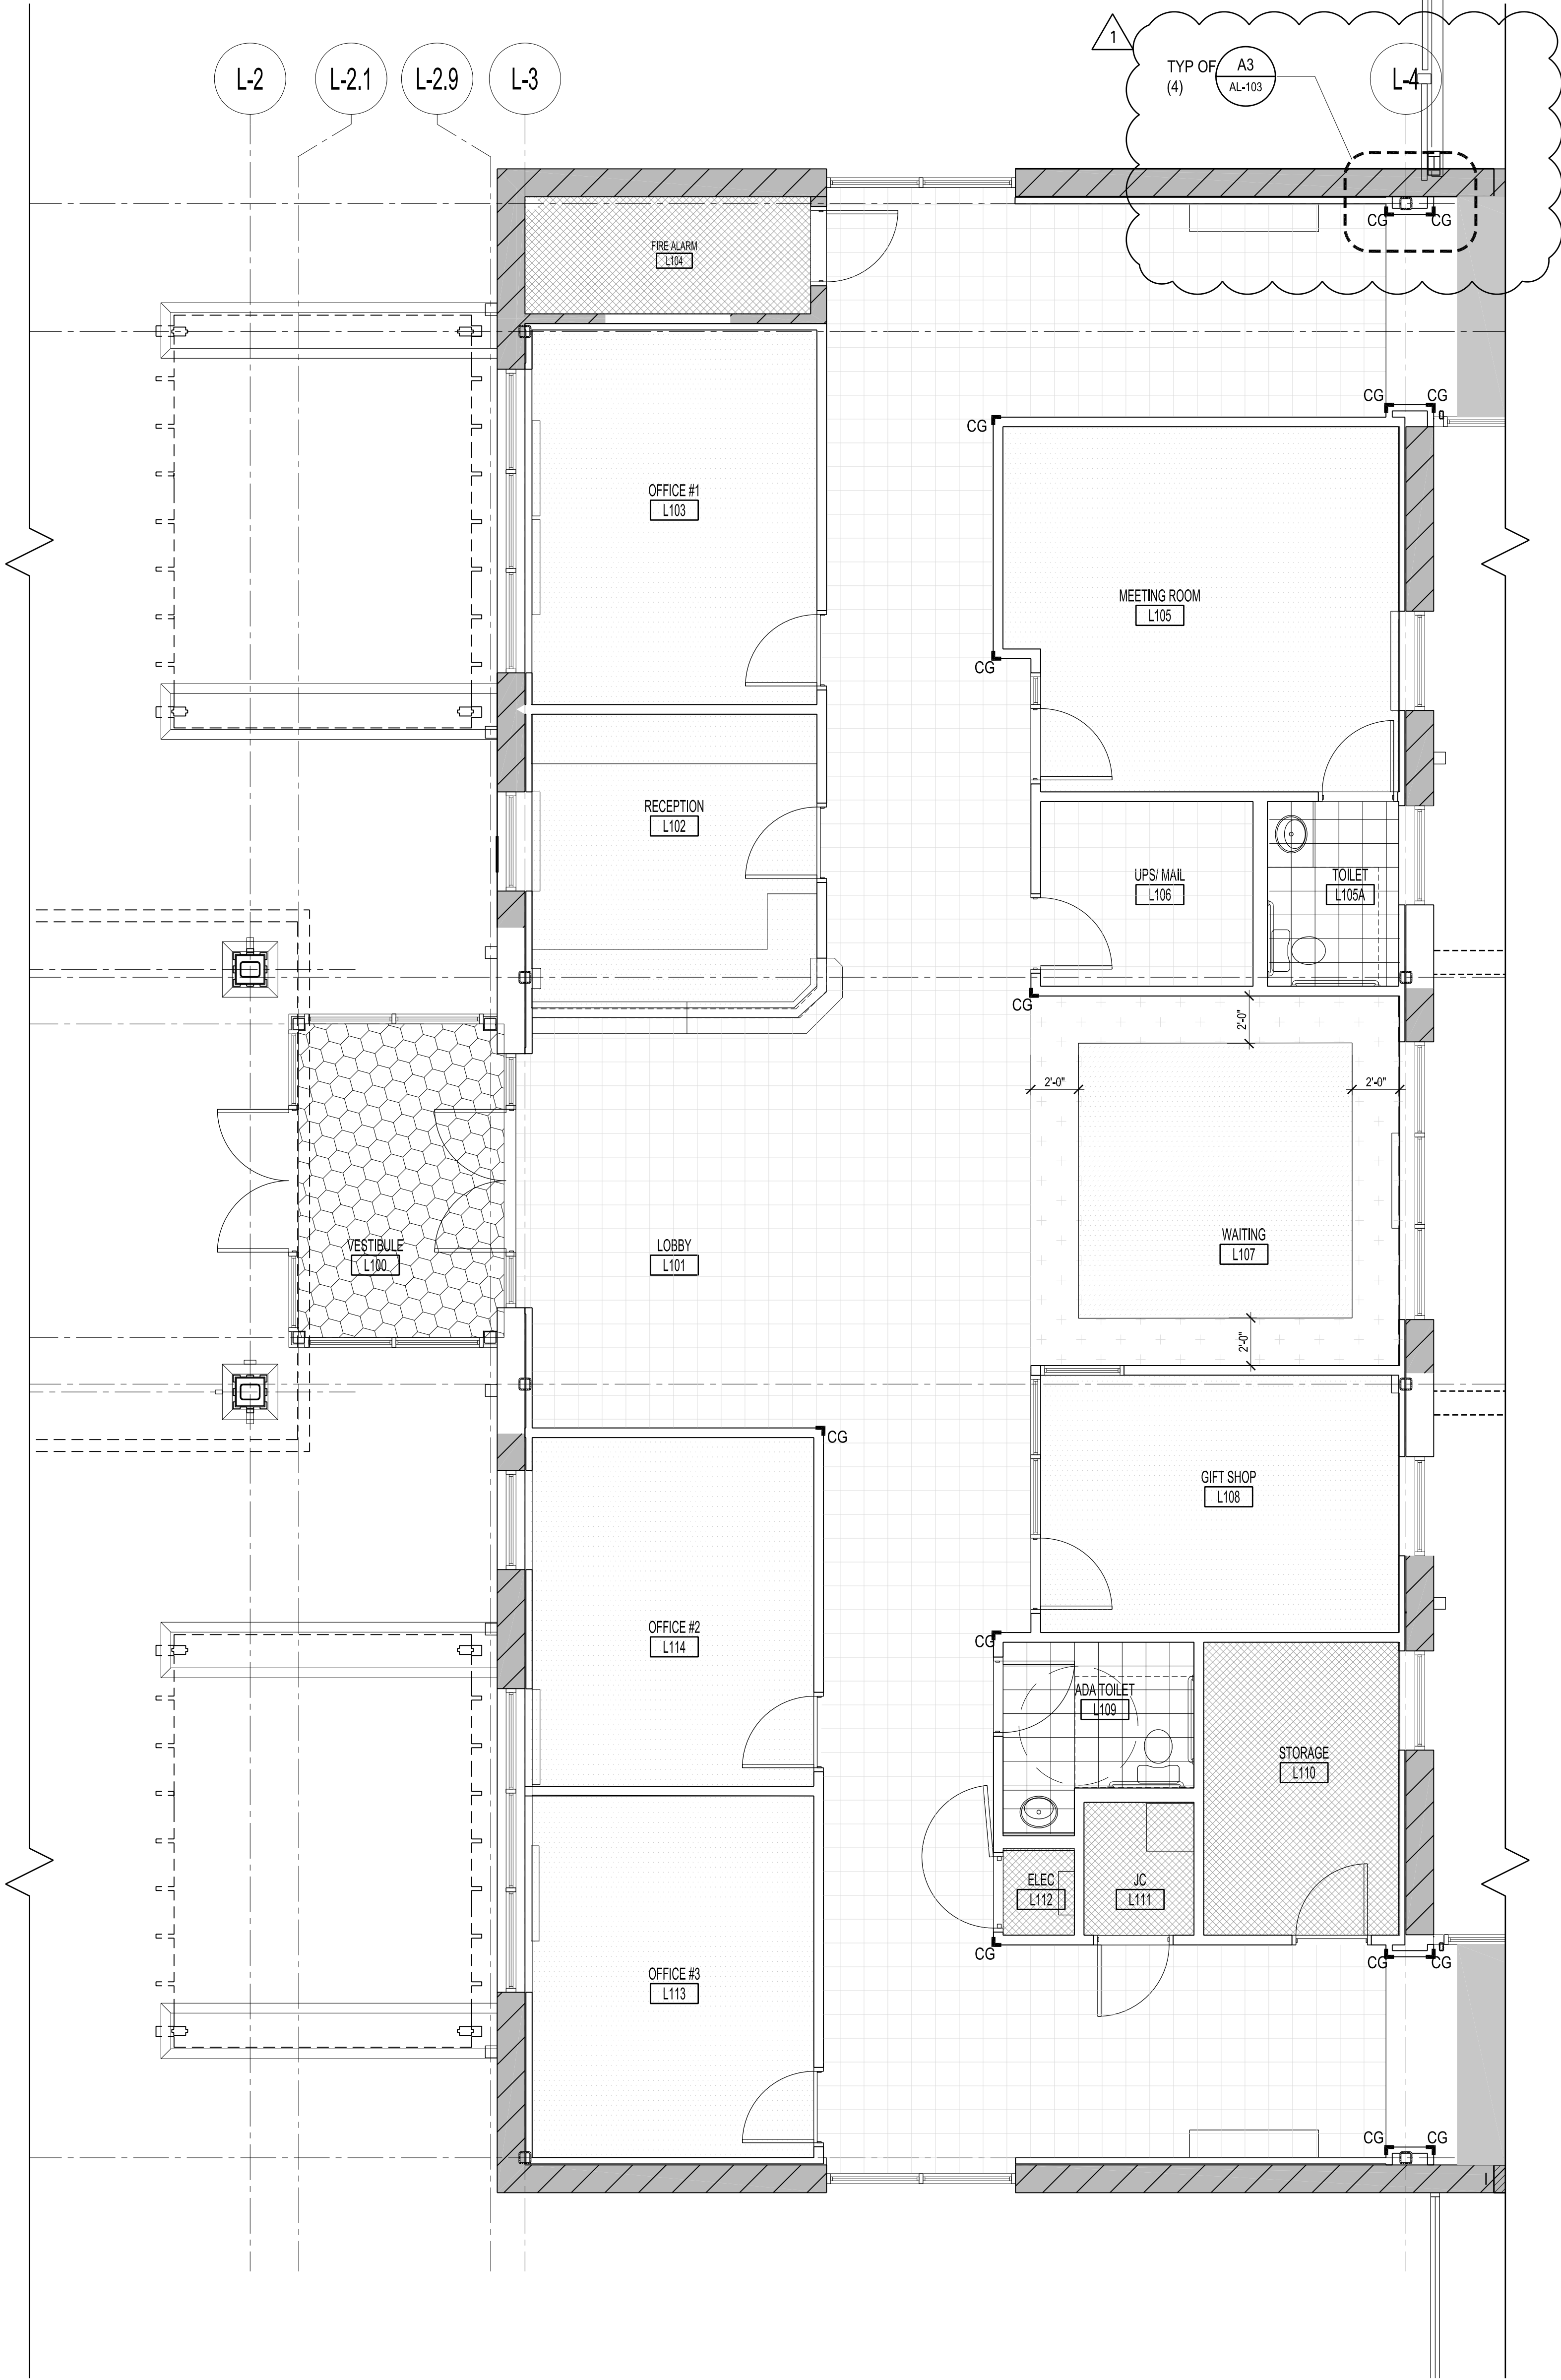 1
L-2
L-2.1
L-2.9
L-3
TYP OF
(4)
A3
AL-103
L-4
CG
CG
FIRE ALARM
L104
CG
CG
CG
OFFICE #1
L103
MEETING ROOM
L105
CG
RECEPTION
L102
UPS/ MAIL
L106
TOILET
L105A
CG
2'-0"
2'-0"
2'-0"
VESTIBULE
L100
LOBBY
L101
WAITING
L107
2'-0"
CG
GIFT SHOP
L108
OFFICE #2
L114
CG
ADA TOILET
L109
STORAGE
L110
ELEC
L112
JC
L111
CG
CG
CG
OFFICE #3
L113
CG
CG